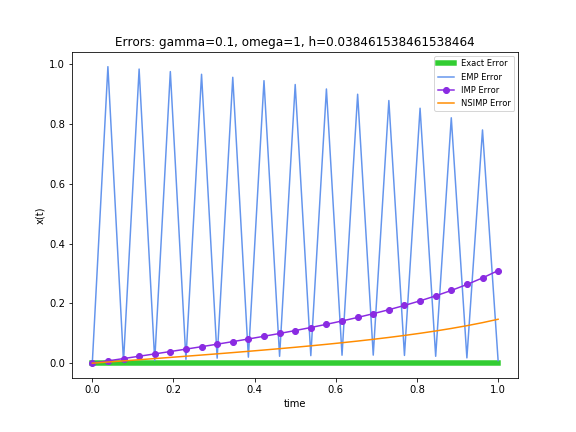 Errors: gamma=0.1, omega=1, h=0.038461538461538464
Exact Error
EMP Error
IMP Error
NSIMP Error
x(t)
1.0
0.8
0.6
0.4
0.2
0.0
0.0 0.2 0.4 0.6 0.8 1.0
time